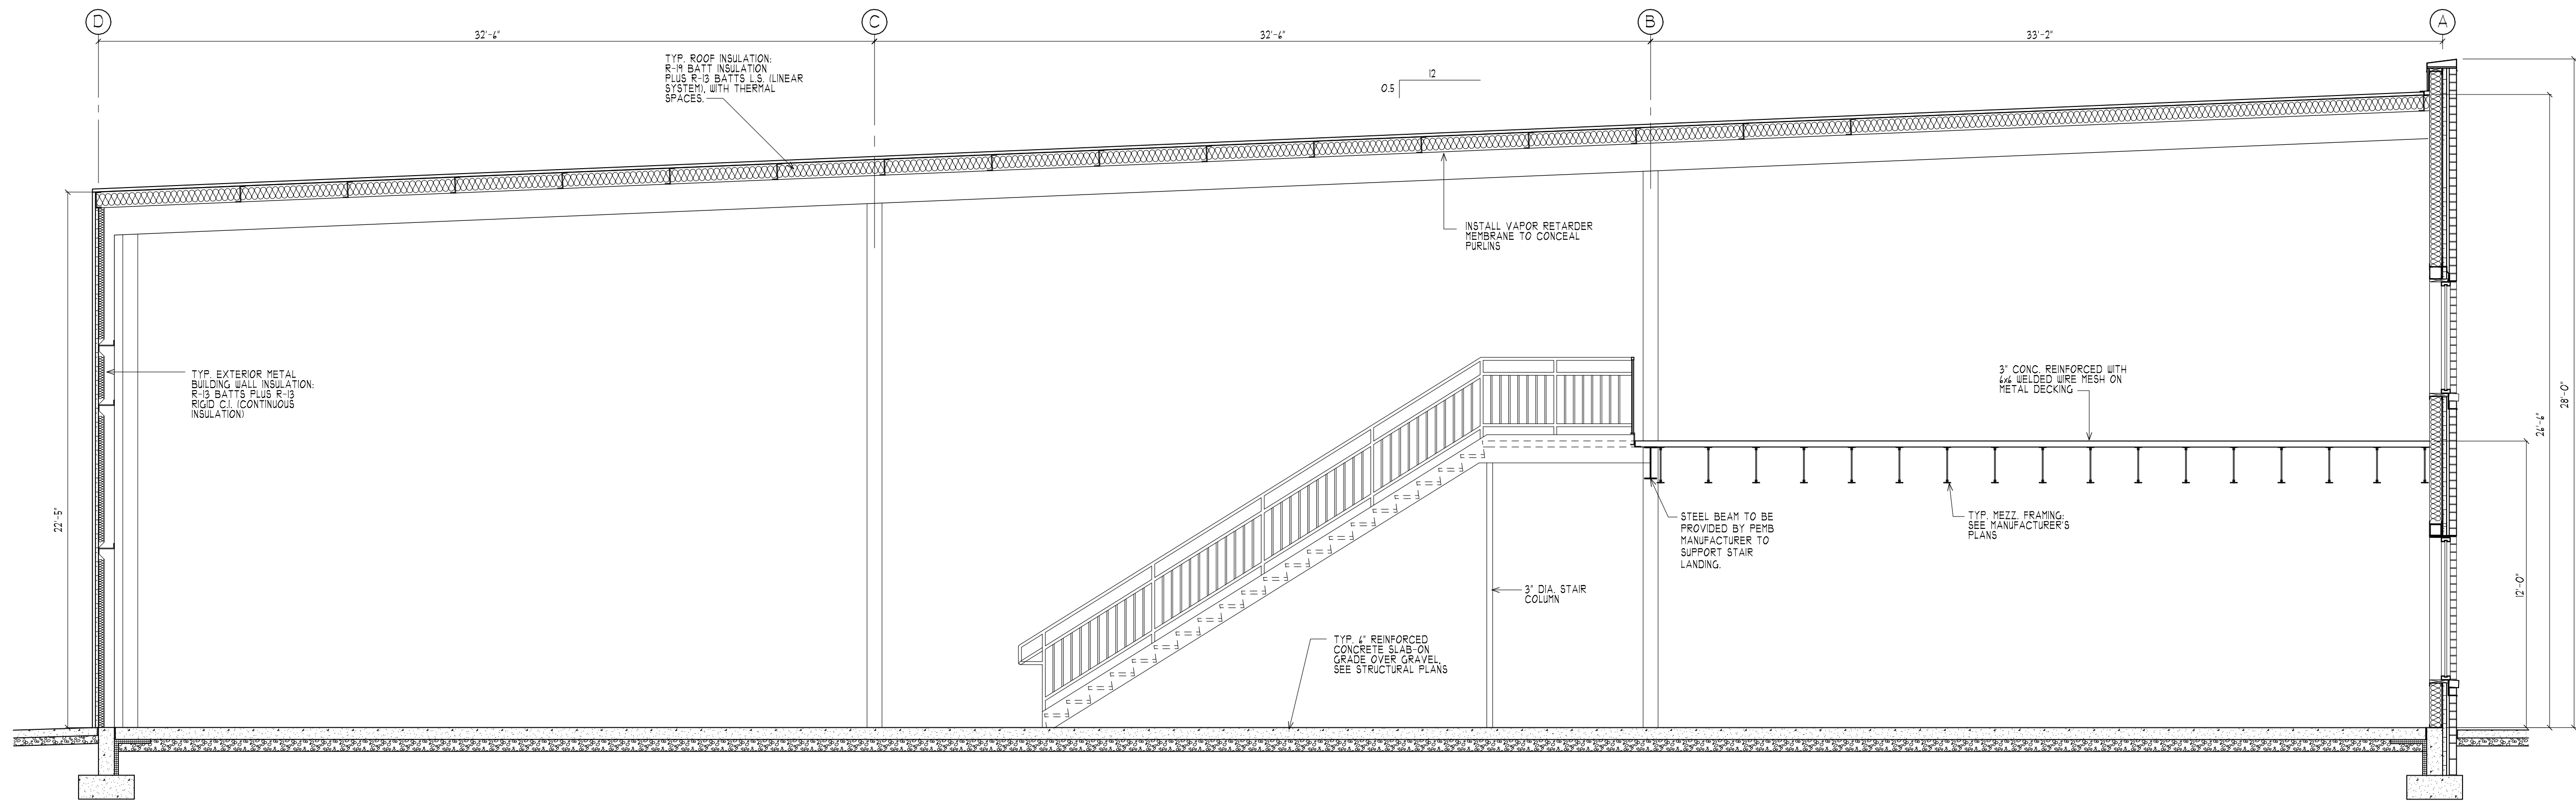 D
C
B
A
32'-6"
32'-6"
33'-2"
TYP. ROOF INSULATION:
R-19 BATT INSULATION
PLUS R-13 BATTS L.S. (LINEAR
SYSTEM), WITH THERMAL
SPACES.
12
0.5
INSTALL VAPOR RETARDER
MEMBRANE TO CONCEAL
PURLINS
TYP. EXTERIOR METAL
BUILDING WALL INSULATION:
R-13 BATTS PLUS R-13
RIGID C.I. (CONTINUOUS
INSULATION)
3" CONC. REINFORCED WITH
6x6 WELDED WIRE MESH ON
METAL DECKING
28'-0"
26'-6"
22'-5"
STEEL BEAM TO BE
PROVIDED BY PEMB
MANUFACTURER TO
SUPPORT STAIR
LANDING.
TYP. MEZZ. FRAMING:
SEE MANUFACTURER'S
PLANS
12'-0"
3" DIA. STAIR
COLUMN
TYP. 6" REINFORCED
CONCRETE SLAB-ON
GRADE OVER GRAVEL,
SEE STRUCTURAL PLANS